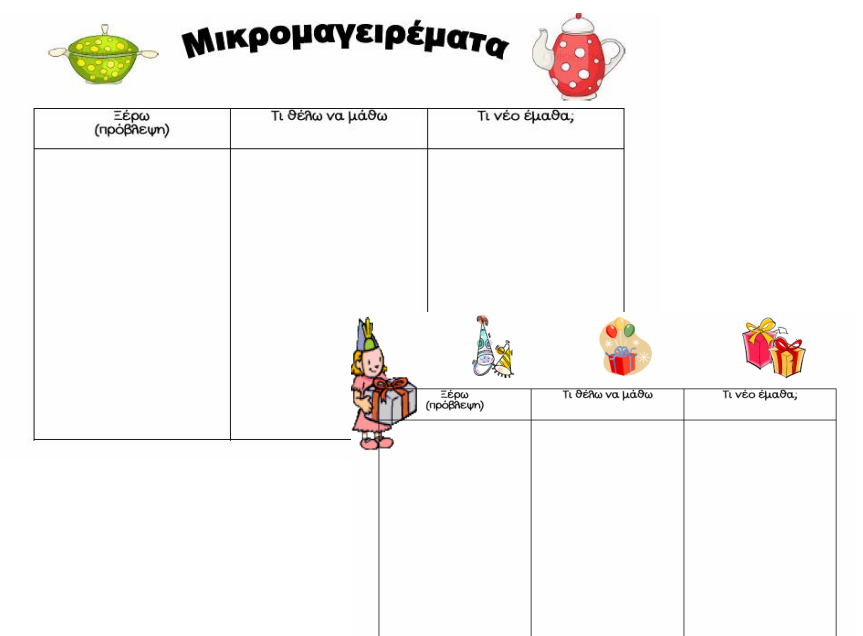 Μικρομαγειρέματα
Ξέρω
(πρόβλεψη)
Τι θέλω να μάθω
Τι νέο έμαθα;
Ξέρω
(πρόβλεψη)
Τι θέλω να μάθω
Τι νέο έμαθα;